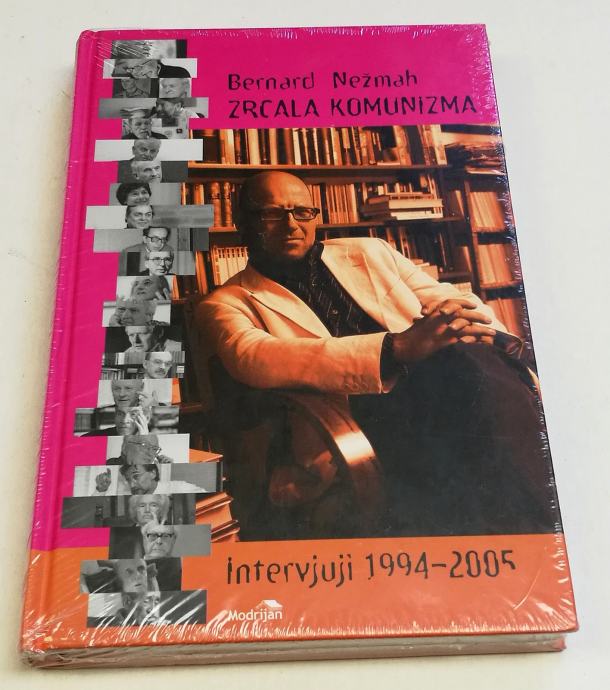 Bernard Nežmah
ZRCALA KOMUNIZMA
intervjuji 1994–2005
Modrijan